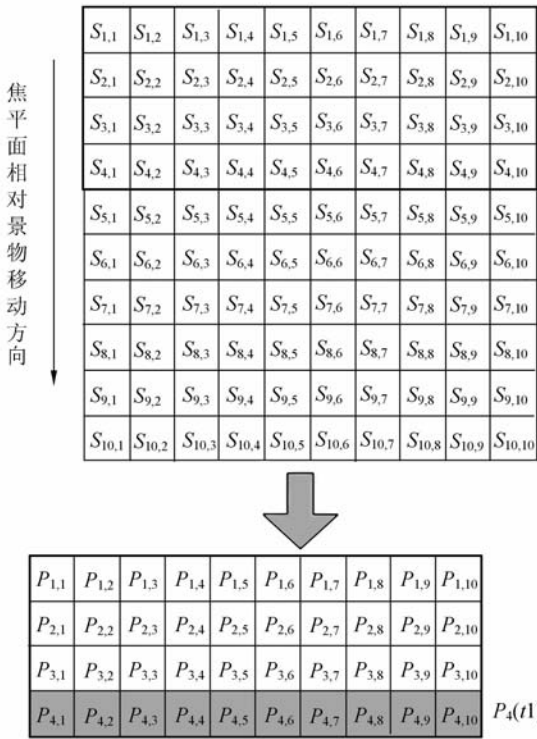 焦平面相对景物移动方向
S1,1 S1,2 S1,3 S1,4 S1,5 S1,6 S1,7 S1,8 S1,9 S1,10
S2,1 S2,2 S2,3 S2,4 S2,5 S2,6 S2,7 S2,8 S2,9 S2,10
S3,1 S3,2 S3,3 S3,4 S3,5 S3,6 S3,7 S3,8 S3,9 S3,10
S4,1 S4,2 S4,3 S4,4 S4,5 S4,6 S4,7 S4,8 S4,9 S4,10
S5,1 S5,2 S5,3 S5,4 S5,5 S5,6 S5,7 S5,8 S5,9 S5,10
S6,1 S6,2 S6,3 S6,4 S6,5 S6,6 S6,7 S6,8 S6,9 S6,10
S7,1 S7,2 S7,3 S7,4 S7,5 S7,6 S7,7 S7,8 S7,9 S7,10
S8,1 S8,2 S8,3 S8,4 S8,5 S8,6 S8,7 S8,8 S8,9 S8,10
S9,1 S9,2 S9,3 S9,4 S9,5 S9,6 S9,7 S9,8 S9,9 S9,10
S10,1 S10,2 S10,3 S10,4 S10,5 S10,6 S10,7 S10,8 S10,9 S10,10
P1,1 P1,2 P1,3 P1,4 P1,5 P1,6 P1,7 P1,8 P1,9 P1,10
P2,1 P2,2 P2,3 P2,4 P2,5 P2,6 P2,7 P2,8 P2,9 P2,10
P3,1 P3,2 P3,3 P3,4 P3,5 P3,6 P3,7 P3,8 P3,9 P3,10
P4,1 P4,2 P4,3 P4,4 P4,5 P4,6 P4,7 P4,8 P4,9 P4,10 P4(t1